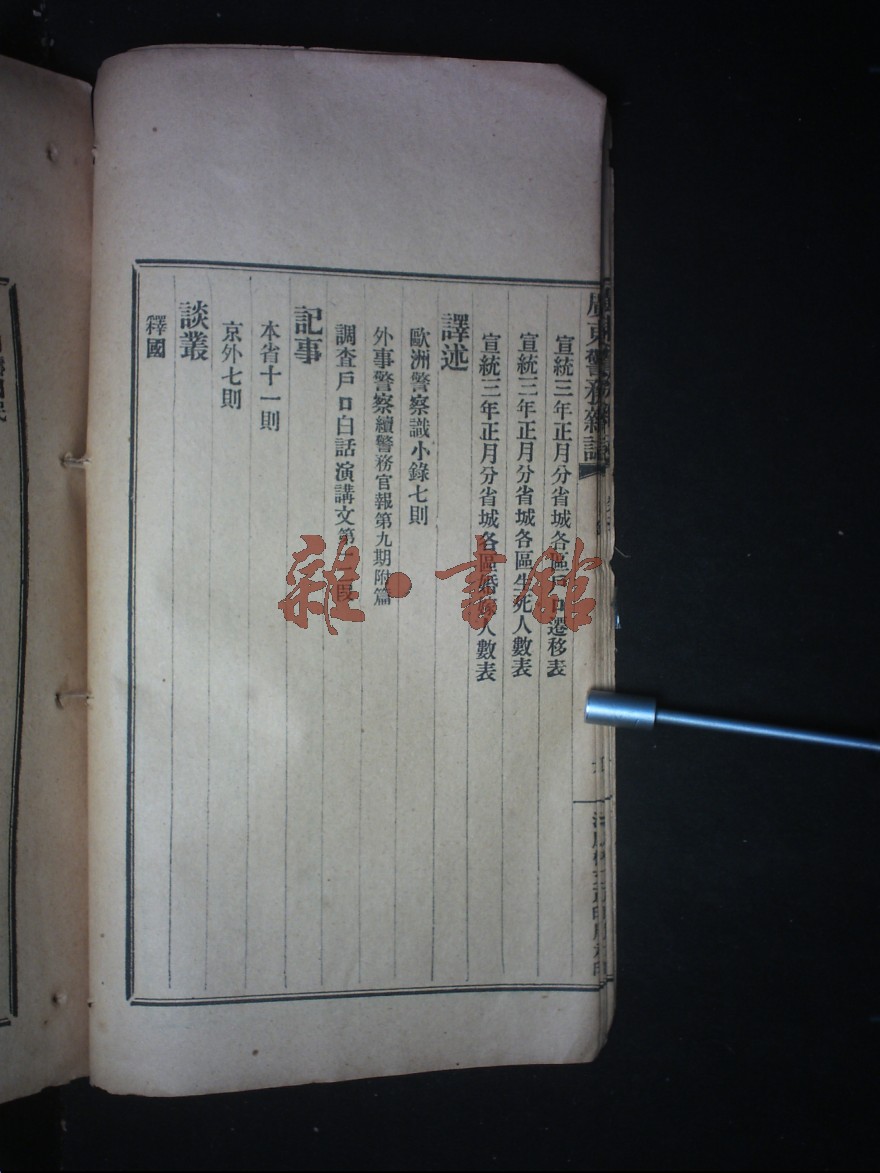 廣東警務雜誌
宣統三年正月分省城各區戶口遷移表
宣統三年正月分省城各區生死人數表
宣統三年正月分省城各區婚嫁人數表
譯述
歐洲警察識小錄七則
外事警察續警務官報第九期附篇
調查戶口白話演講文第
記事
本省十一則
京外七則
談叢
釋國
雜·書館